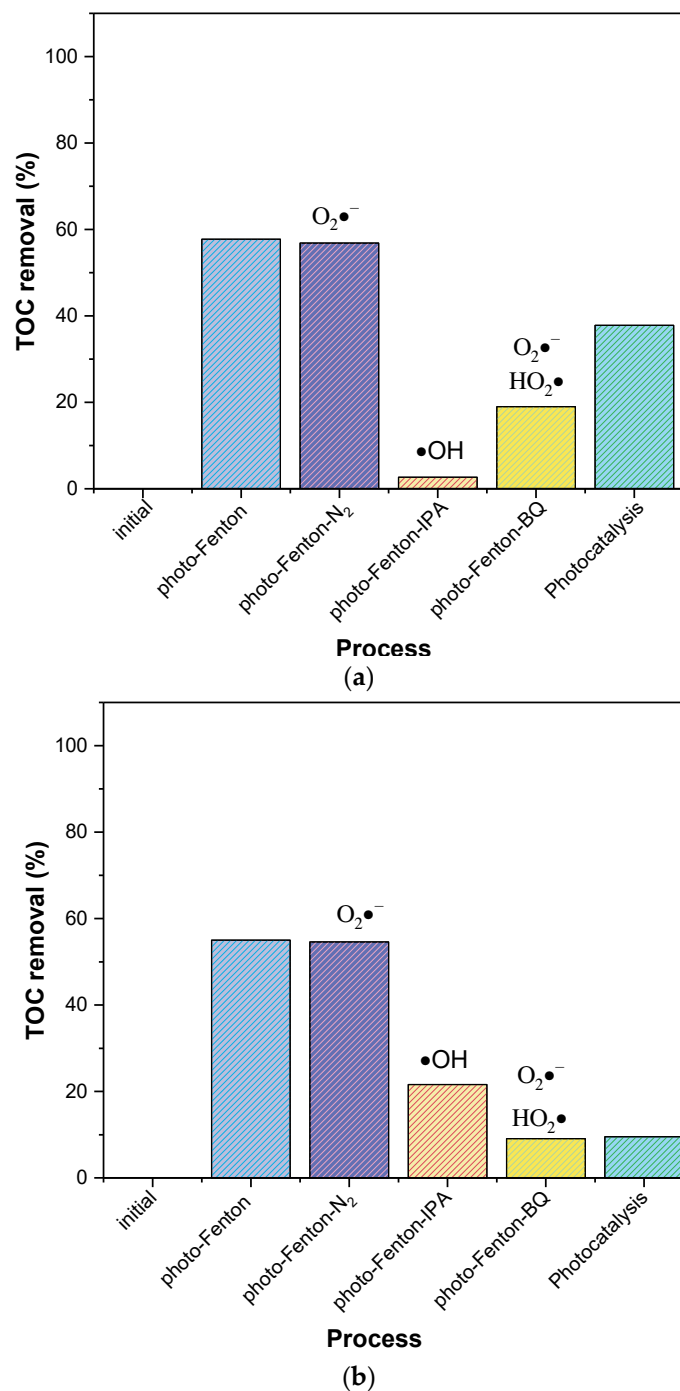 100
80
60
40
20
0
TOC removal (%)
O₂●⁻
●OH
O₂●⁻
HO₂●
initial
photo-Fenton
photo-Fenton-N₂
photo-Fenton-IPA
photo-Fenton-BQ
Photocatalysis
Process
(a)
100
80
60
40
20
0
TOC removal (%)
O₂●⁻
●OH
O₂●⁻
HO₂●
initial
photo-Fenton
photo-Fenton-N₂
photo-Fenton-IPA
photo-Fenton-BQ
Photocatalysis
Process
(b)